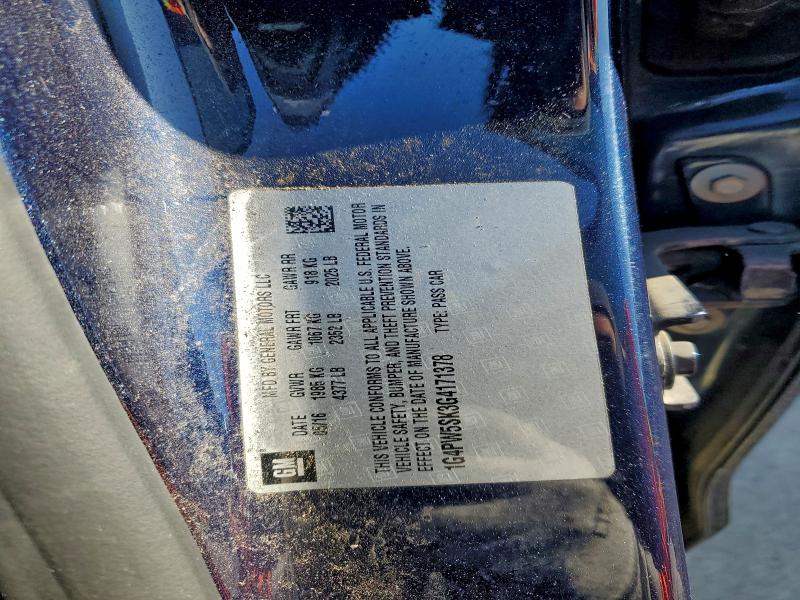 MFD BY GENERAL MOTORS LLC
DATE GVWR GAWR FRT GAWR RR
05/16 1985 KG 1067 KG 918 KG
4377 LB 2352 LB 2025 LB
GM
THIS VEHICLE CONFORMS TO ALL APPLICABLE U.S. FEDERAL MOTOR
VEHICLE SAFETY, BUMPER, AND THEFT PREVENTION STANDARDS IN
EFFECT ON THE DATE OF MANUFACTURE SHOWN ABOVE.
1G4PW5SK3G4171378 TYPE: PASS CAR